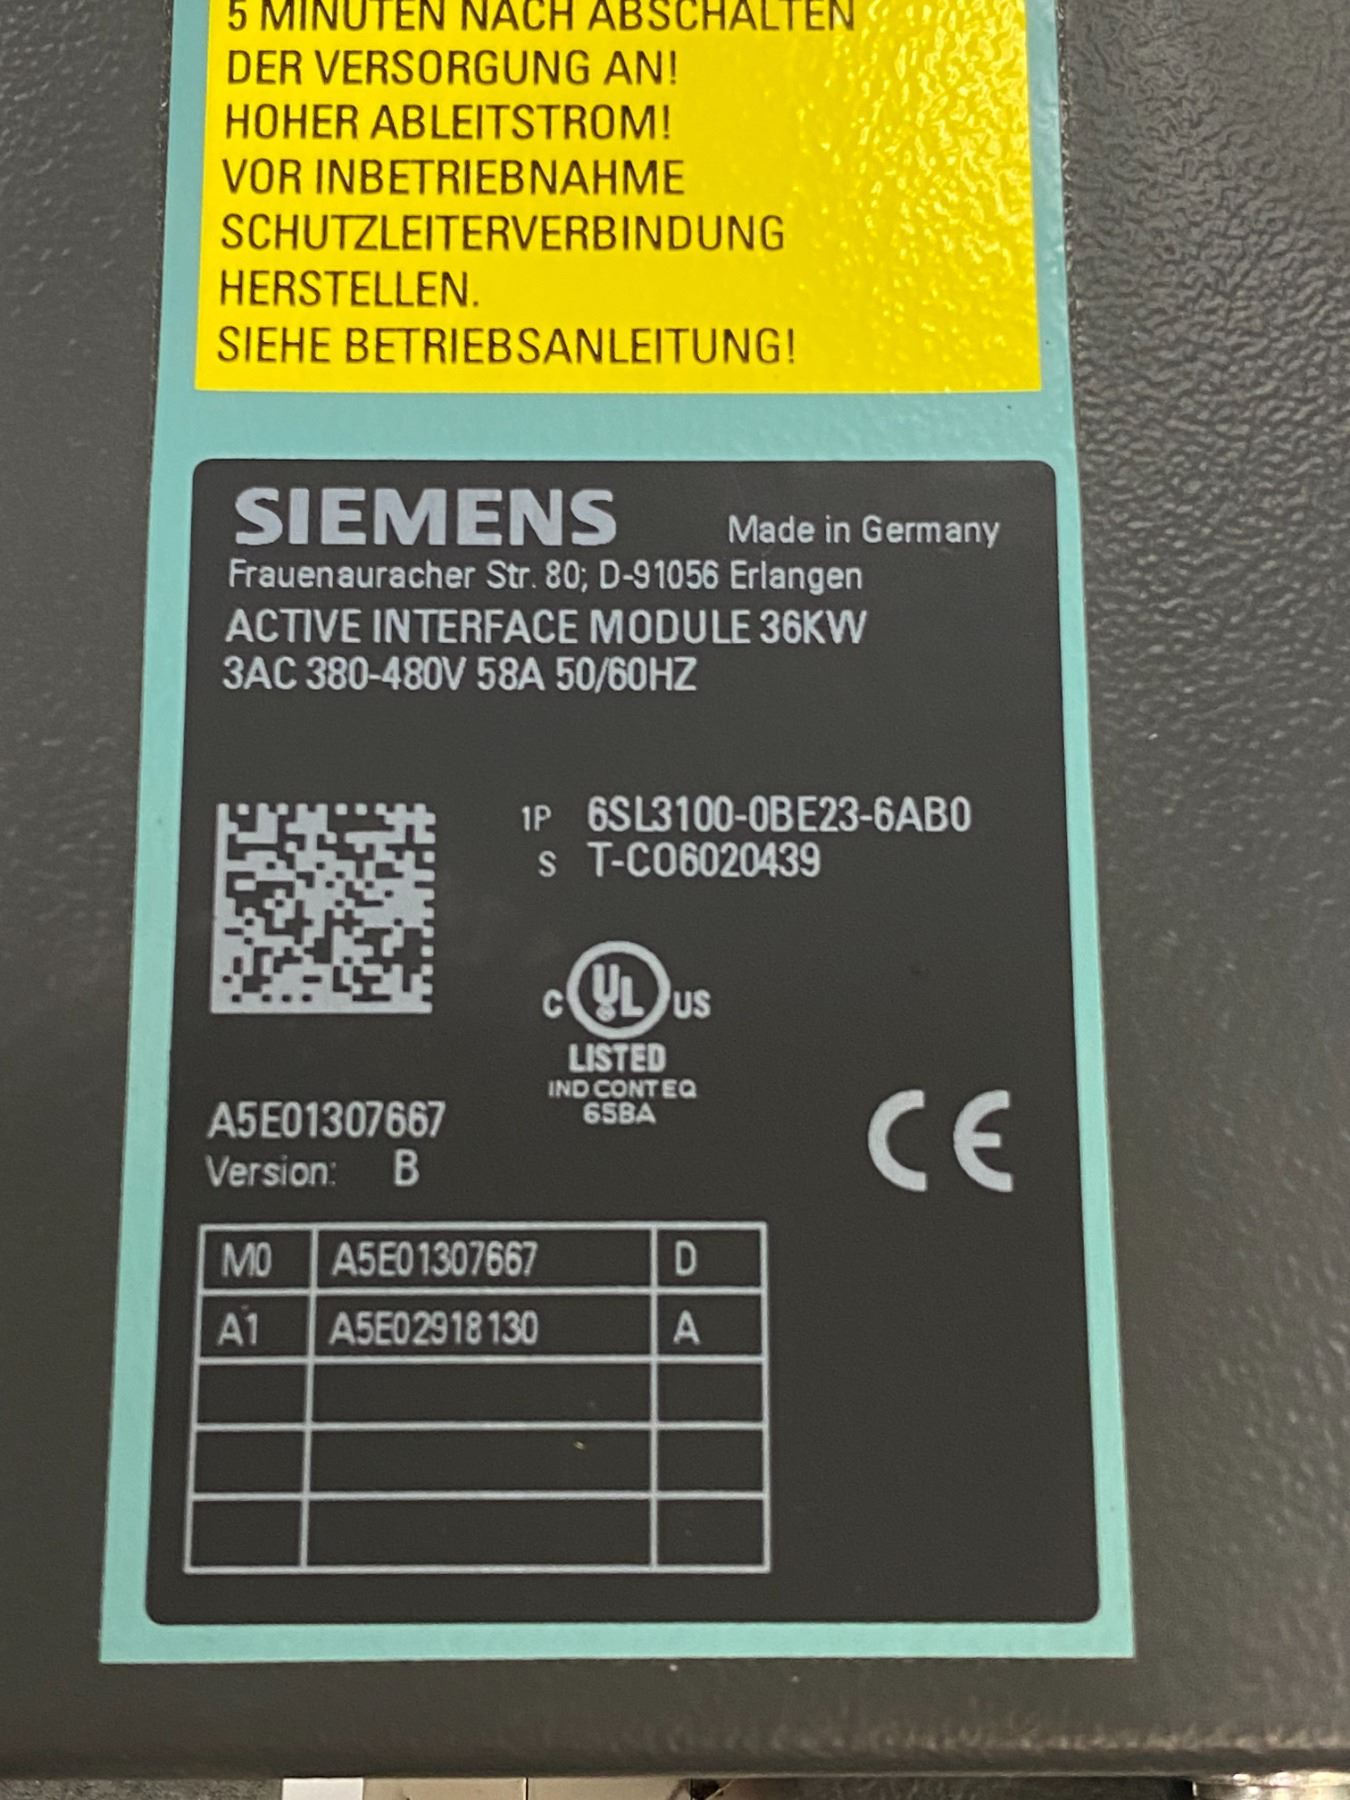 5 MINUTEN NACH ABSCHALTEN
DER VERSORGUNG AN!
HOHER ABLEITSTROM!
VOR INBETRIEBNAHME
SCHUTZLEITERVERBINDUNG
HERSTELLEN.
SIEHE BETRIEBSANLEITUNG!
SIEMENS Made in Germany
Frauenauracher Str. 80; D-91056 Erlangen
ACTIVE INTERFACE MODULE 36KW
3AC 380-480V 58A 50/60HZ
1P 6SL3100-0BE23-6AB0
S T-CO6020439
C UL US
LISTED
IND CONT EQ
65BA
A5E01307667
Version: B
CE
M0 A5E01307667 D
A1 A5E02918130 A